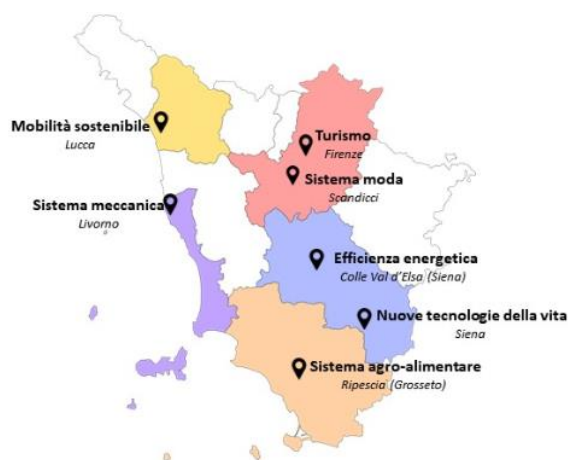 Mobilità sostenibile
Lucca
Turismo
Firenze
Sistema moda
Scandicci
Sistema meccanica
Livorno
Efficienza energetica
Colle Val d'Elsa (Siena)
Nuove tecnologie della vita
Siena
Sistema agro-alimentare
Ripescia (Grosseto)